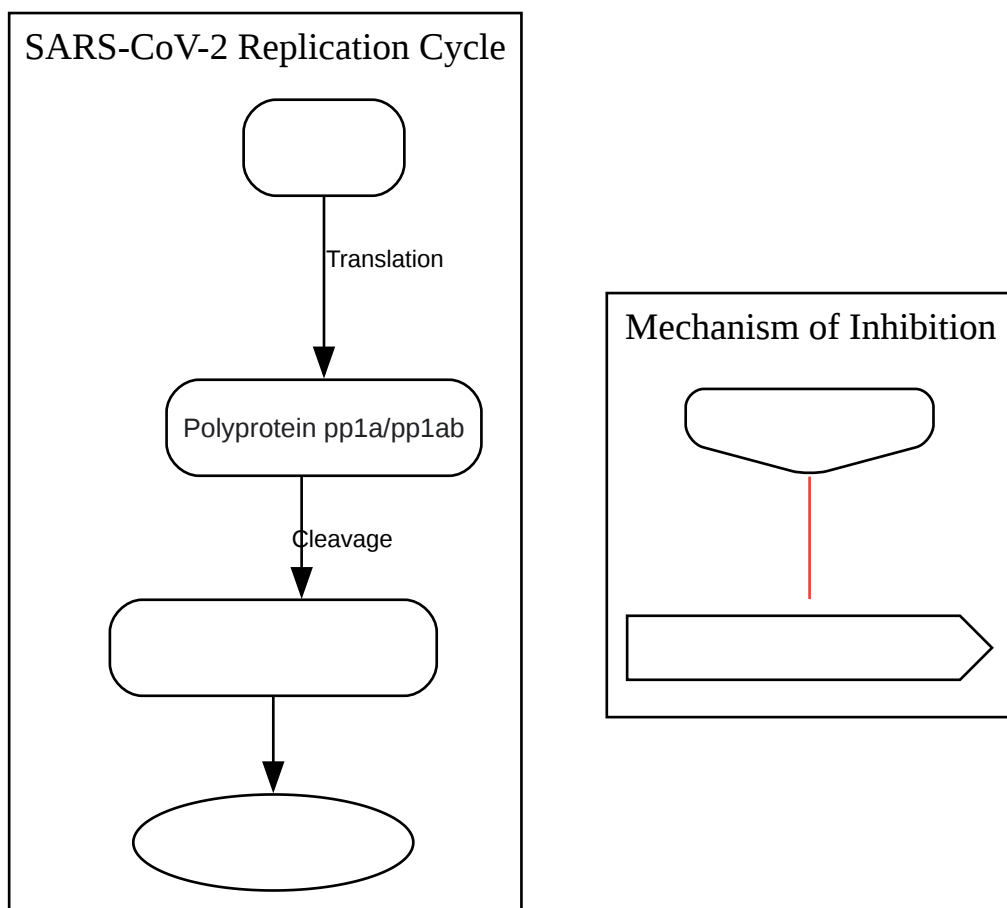 SARS-CoV-2 Replication Cycle
Translation
Polyprotein pp1a/pp1ab
Cleavage
Mechanism of Inhibition